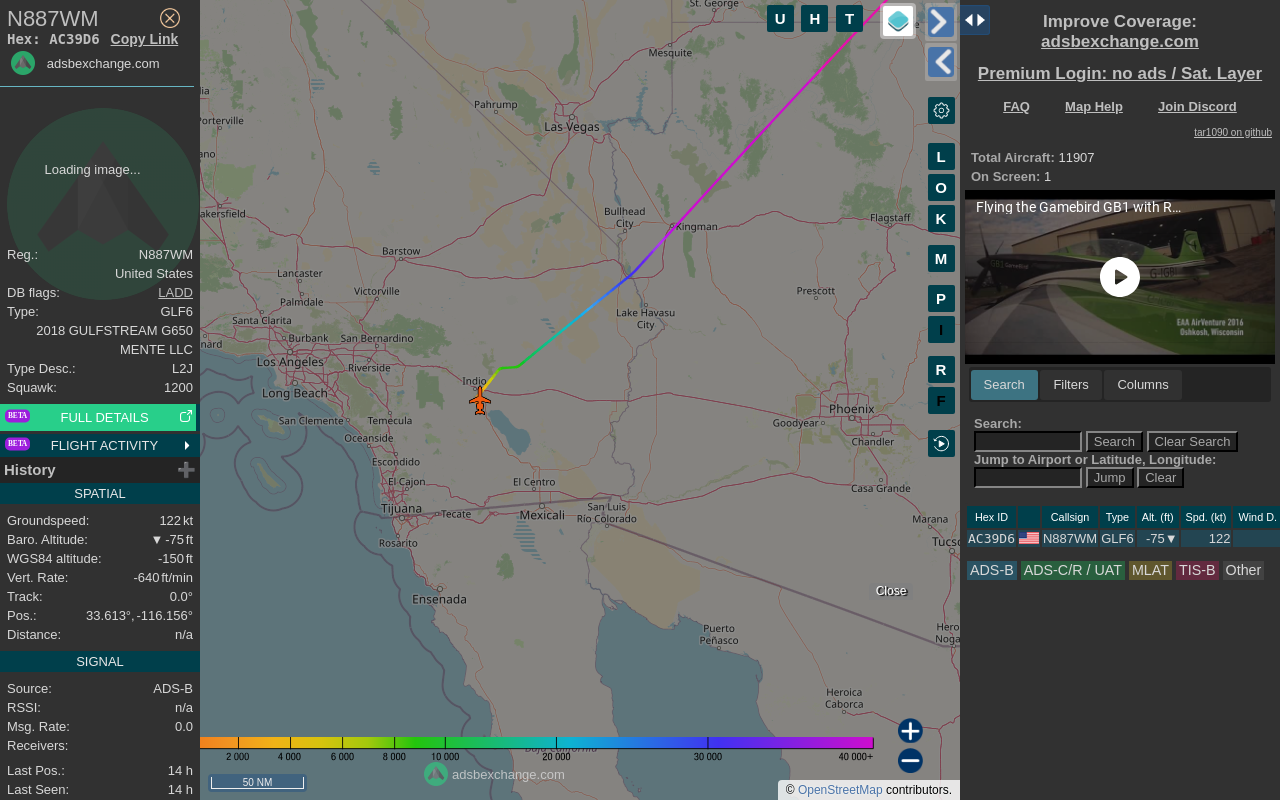 N887WM
Hex: AC39D6 Copy Link
adsbexchange.com
Loading image...
Reg.: N887WM
United States
DB flags: LADD
Type: GLF6
2018 GULFSTREAM G650
MENTE LLC
Type Desc.: L2J
Squawk: 1200
BETA FULL DETAILS
BETA FLIGHT ACTIVITY
History
SPATIAL
Groundspeed: 122 kt
Baro. Altitude: ▼ -75 ft
WGS84 altitude: -150 ft
Vert. Rate: -640 ft/min
Track: 0.0°
Pos.: 33.613°, -116.156°
Distance: n/a
SIGNAL
Source: ADS-B
RSSI: n/a
Msg. Rate: 0.0
Receivers:
Last Pos.: 14 h
Last Seen: 14 h
St. George
U H T
Mesquite
Pahrump
Las Vegas
Porterville
Bullhead
City
Kingman
Flagstaff
Barstow
Lancaster
Palmdale
Victorville
Prescott
Santa Clarita
Lake Havasu
City
Burbank
San Bernardino
Los Angeles
Riverside
Indio
Long Beach
Phoenix
San Clemente
Temecula
Goodyear
Oceanside
Chandler
Escondido
El Cajon
El Centro
Casa Grande
Tijuana
Tecate
Mexicali
San Luis
Río Colorado
Marana
Rosarito
Ensenada
Close
Puerto
Peñasco
Heroica
Caborca
L
O
K
M
P
I
R
F
2 000 4 000 6 000 8 000 10 000 20 000 30 000 40 000+
adsbexchange.com
50 NM
© OpenStreetMap contributors.
Improve Coverage:
adsbexchange.com
Premium Login: no ads / Sat. Layer
FAQ Map Help Join Discord
tar1090 on github
Total Aircraft: 11907
On Screen: 1
Flying the Gamebird GB1 with R...
EAA AirVenture 2016
Oshkosh, Wisconsin
Search Filters Columns
Search:
Search Clear Search
Jump to Airport or Latitude, Longitude:
Jump Clear
Hex ID Callsign Type Alt. (ft) Spd. (kt) Wind D.
AC39D6 N887WM GLF6 -75▼ 122
ADS-B ADS-C/R / UAT MLAT TIS-B Other